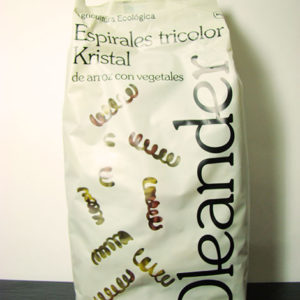 Agricultura Ecológica
Espirales tricolor
Kristal
de arroz con vegetales
Oleander